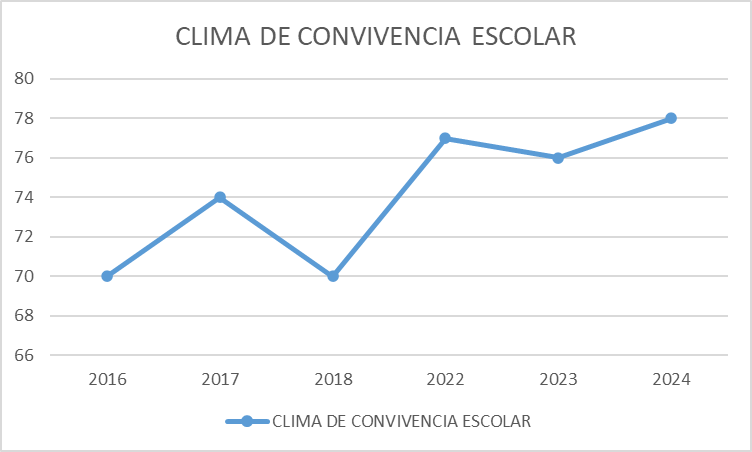 CLIMA DE CONVIVENCIA ESCOLAR
80
78
76
74
72
70
68
66
2016 2017 2018 2022 2023 2024
CLIMA DE CONVIVENCIA ESCOLAR